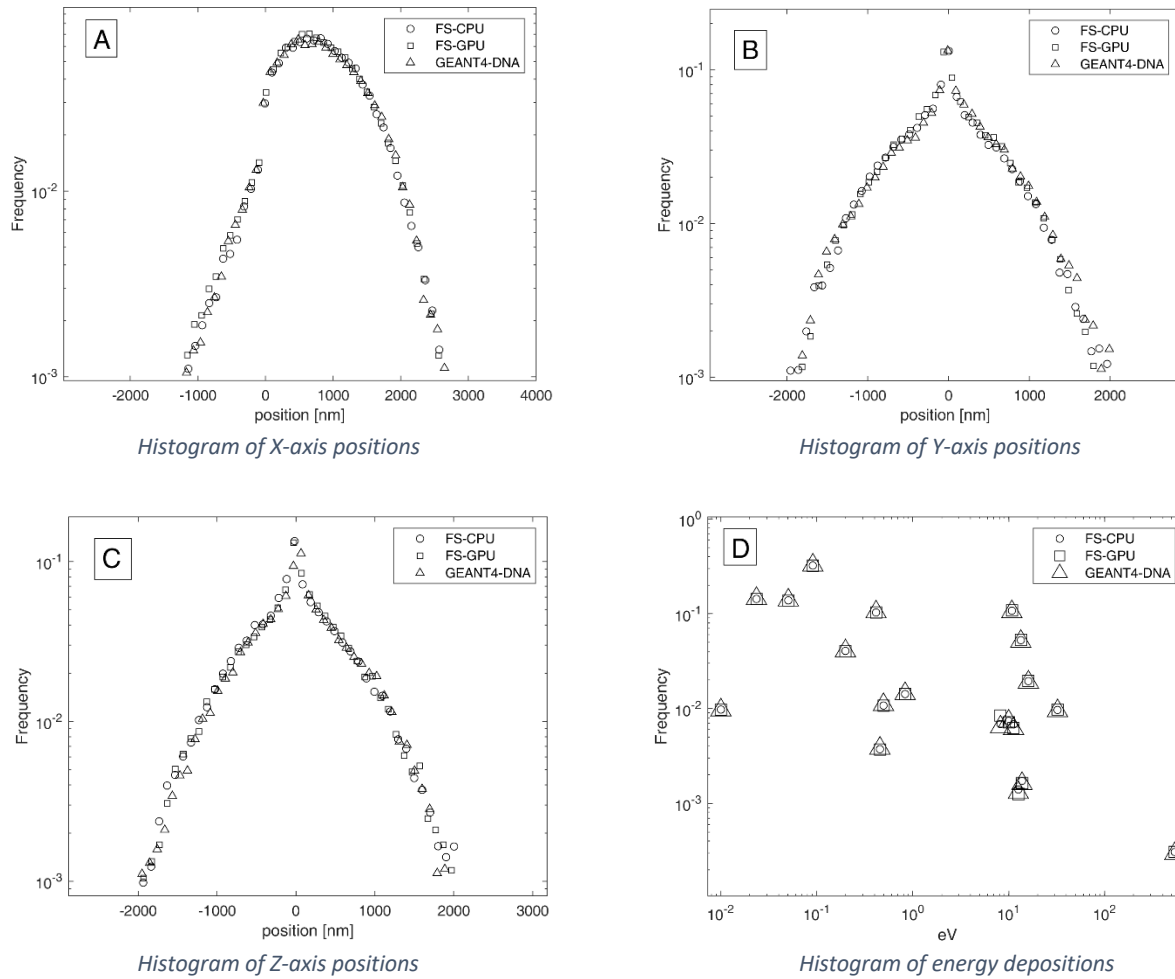 A
FS-CPU
FS-GPU
GEANT4-DNA
Frequency
10^-2
10^-3
-2000 -1000 0 1000 2000 3000 4000
position [nm]
Histogram of X-axis positions
B
FS-CPU
FS-GPU
GEANT4-DNA
Frequency
10^-1
10^-2
10^-3
-2000 -1000 0 1000 2000
position [nm]
Histogram of Y-axis positions
C
FS-CPU
FS-GPU
GEANT4-DNA
Frequency
10^-1
10^-2
10^-3
-2000 -1000 0 1000 2000 3000
position [nm]
Histogram of Z-axis positions
D
FS-CPU
FS-GPU
GEANT4-DNA
Frequency
10^0
10^-1
10^-2
10^-3
10^-2 10^-1 10^0 10^1 10^2
eV
Histogram of energy depositions